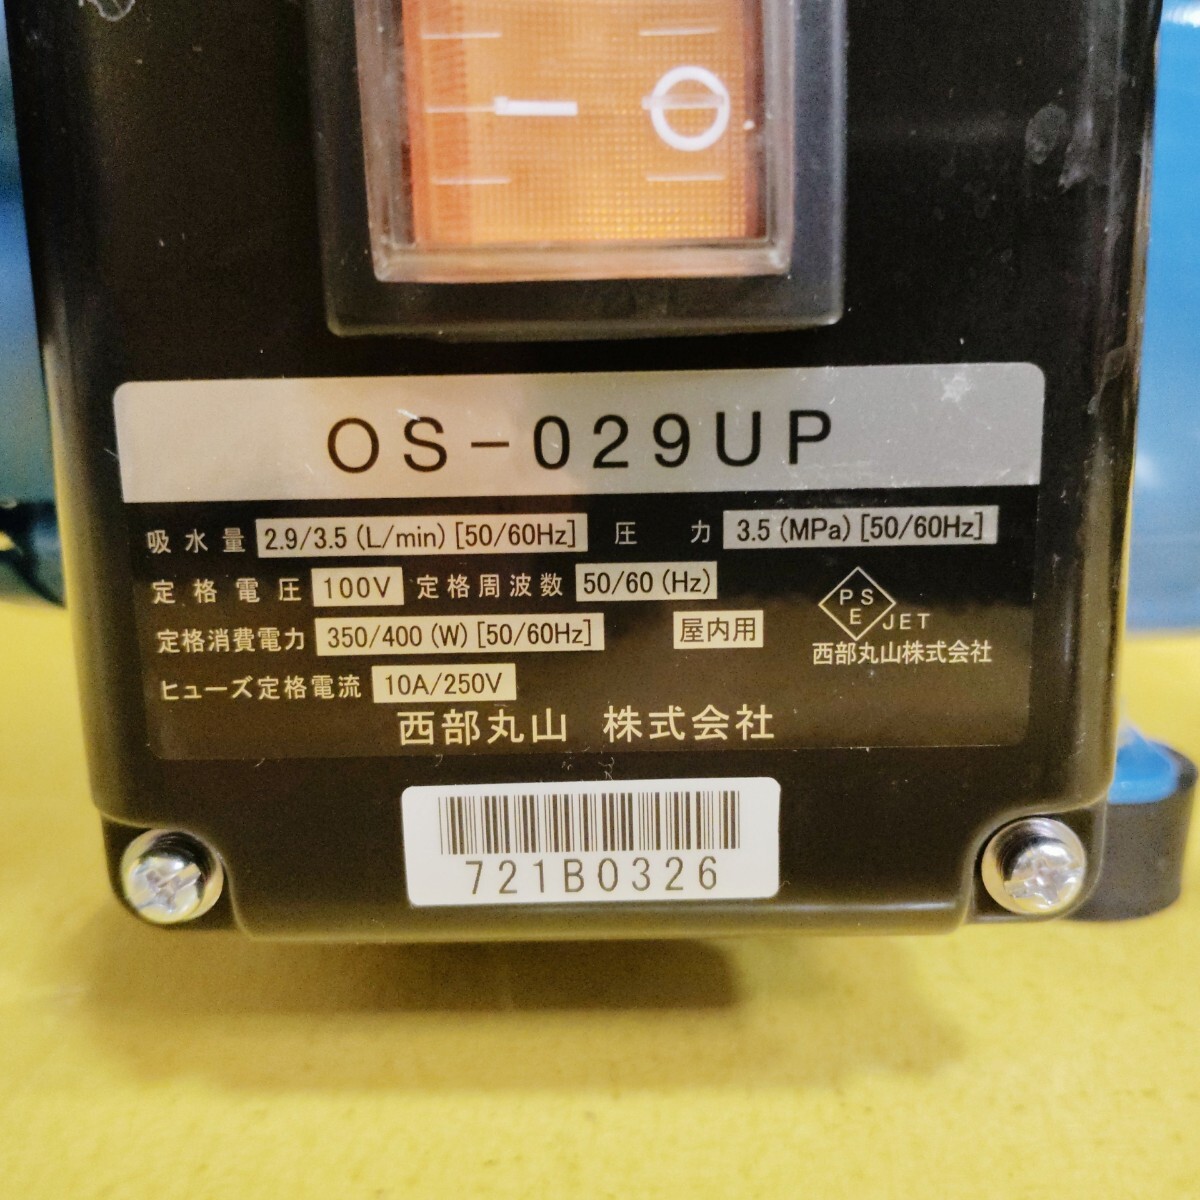 OS-029UP
吸水量 2.9/3.5(L/min)[50/60Hz] 圧力 3.5(MPa)[50/60Hz]
定格電圧 100V 定格周波数 50/60(Hz)
定格消費電力 350/400(W)[50/60Hz] 屋内用
ヒューズ定格電流 10A/250V
PSE JET
西部丸山株式会社
西部丸山 株式会社
721B0326